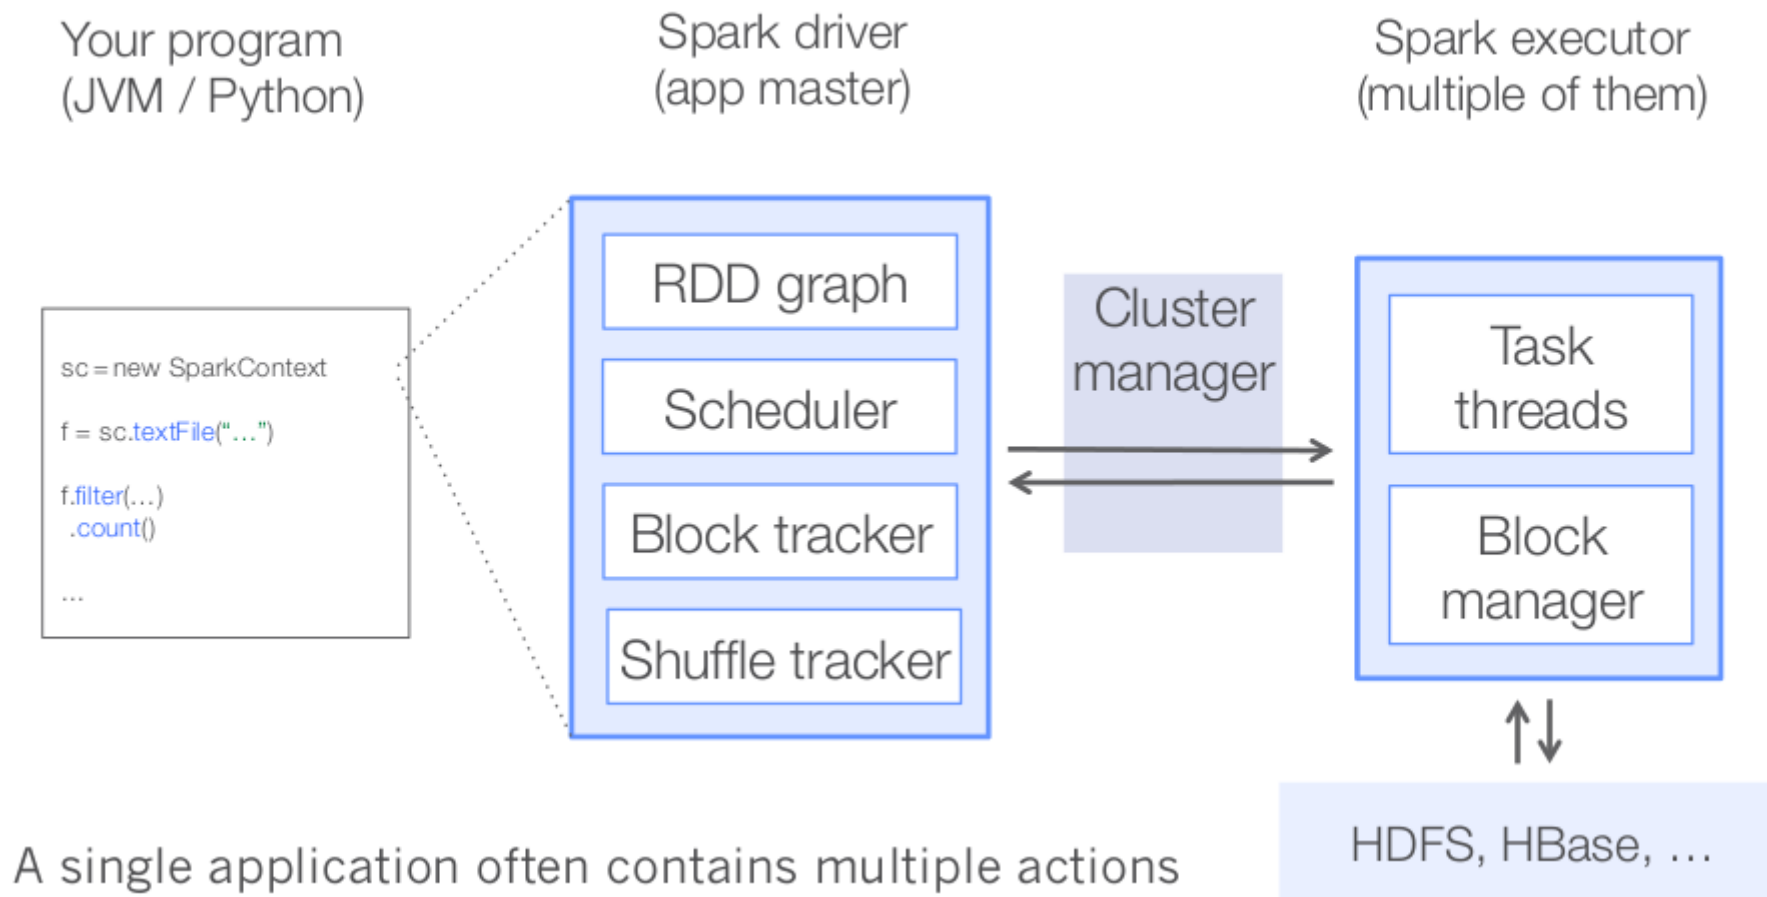 Your program
(JVM / Python)
Spark driver
(app master)
Spark executor
(multiple of them)
sc = new SparkContext
f = sc.textFile(“…”)
f.filter(…)
.count()
...
RDD graph
Scheduler
Block tracker
Shuffle tracker
Cluster
manager
Task
threads
Block
manager
HDFS, HBase, …
A single application often contains multiple actions